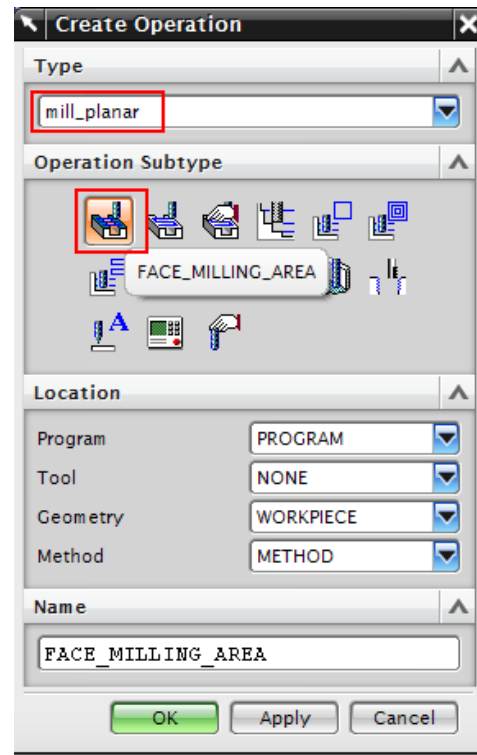 Create Operation
Type
mill_planar
Operation Subtype
FACE_MILLING_AREA
A
Location
Program PROGRAM
Tool NONE
Geometry WORKPIECE
Method METHOD
Name
FACE_MILLING_AREA
OK Apply Cancel